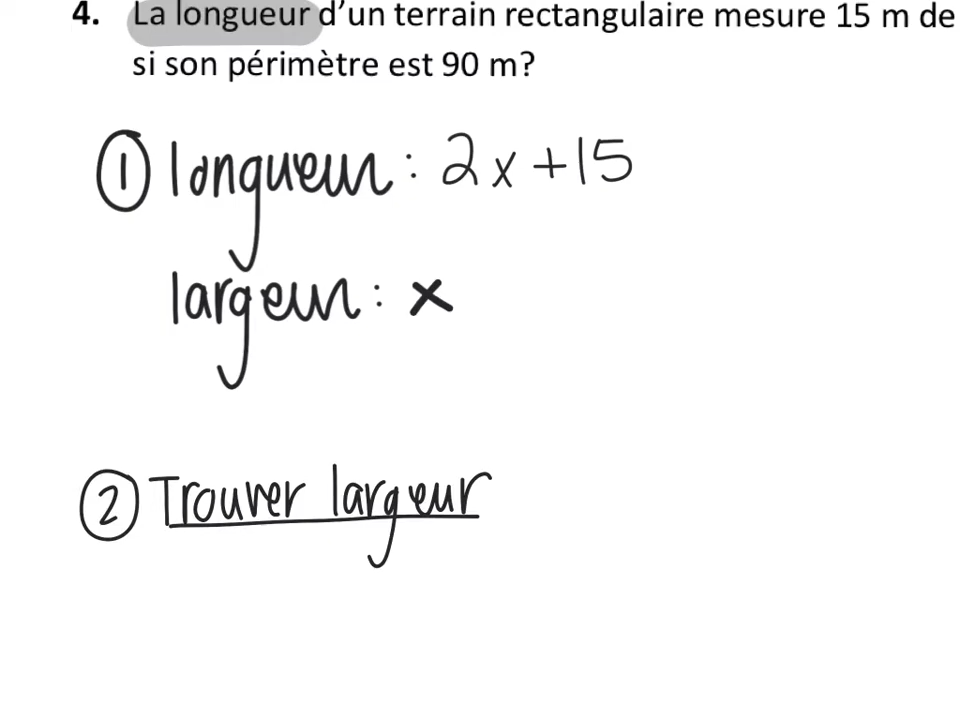 4. La longueur d’un terrain rectangulaire mesure 15 m de
si son périmètre est 90 m?
① longueur : 2x +15
largeur : x
② Trouver largeur